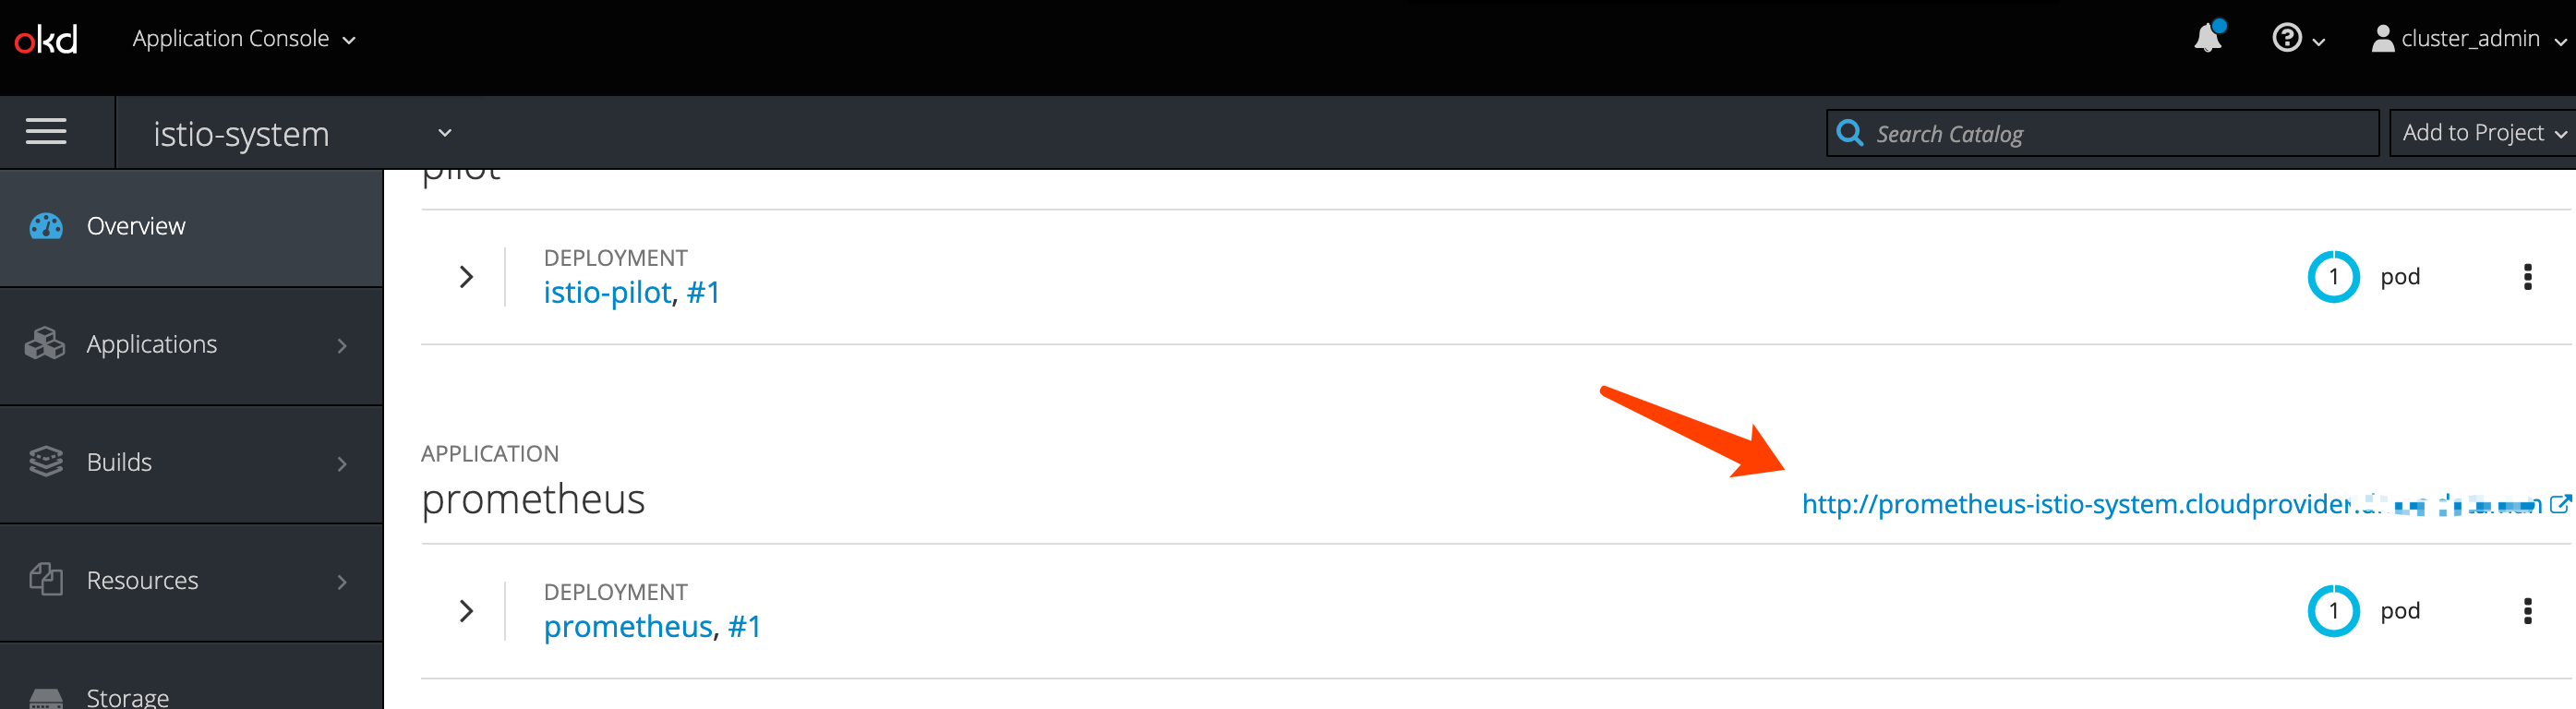 okd Application Console cluster_admin
istio-system Search Catalog Add to Project
pilot
Overview
DEPLOYMENT
istio-pilot, #1 1 pod
Applications
APPLICATION
Builds
prometheus http://prometheus-istio-system.cloudprovider.
Resources
DEPLOYMENT
prometheus, #1 1 pod
Storage